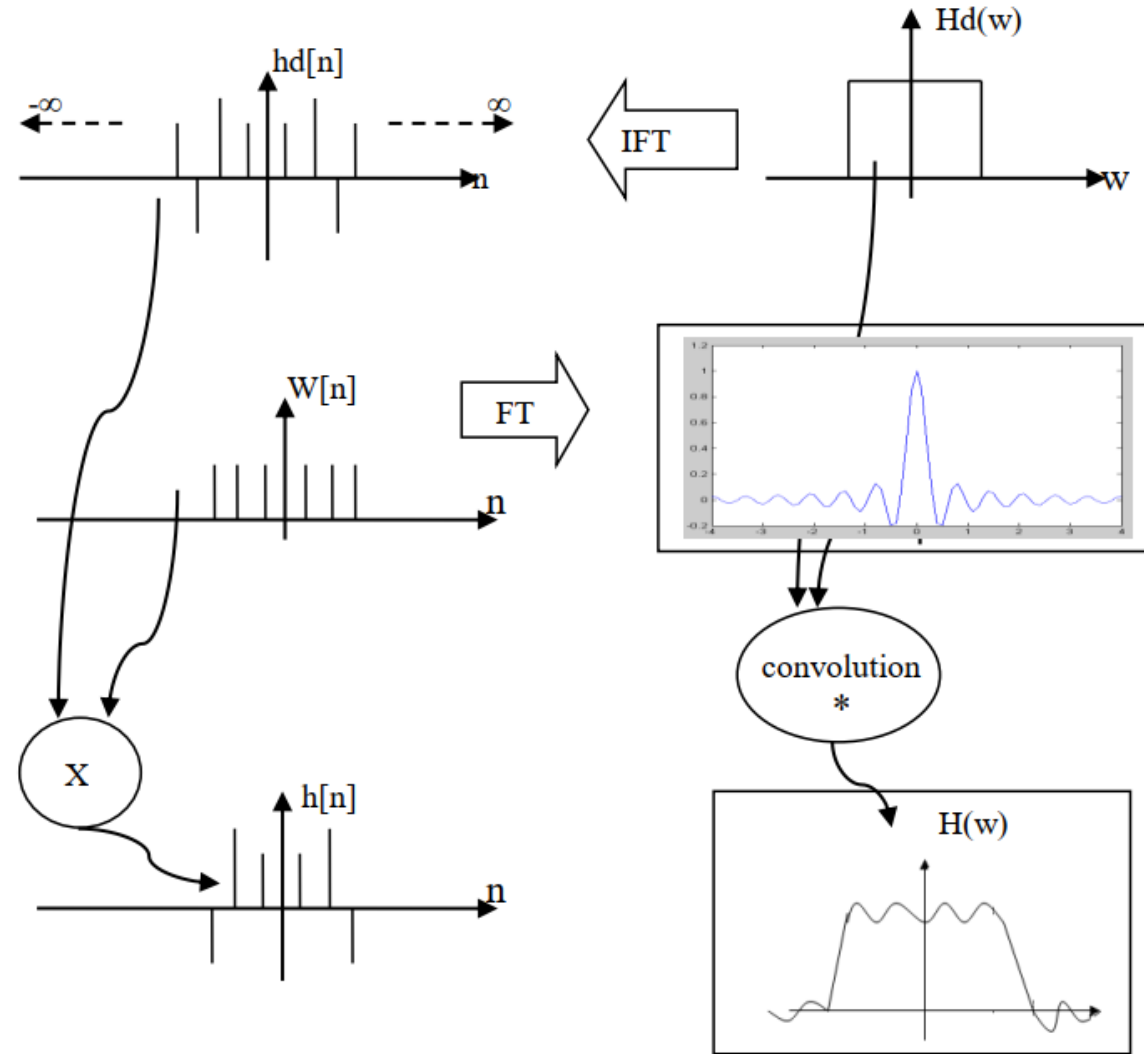 Hd(w)
hd[n]
-∞
∞
IFT
n
w
W[n]
FT
n
1.2
1
0.8
0.6
0.4
0.2
0
-0.2
-4 -3 -2 -1 0 1 2 3 4
convolution
*
X
h[n]
n
H(w)